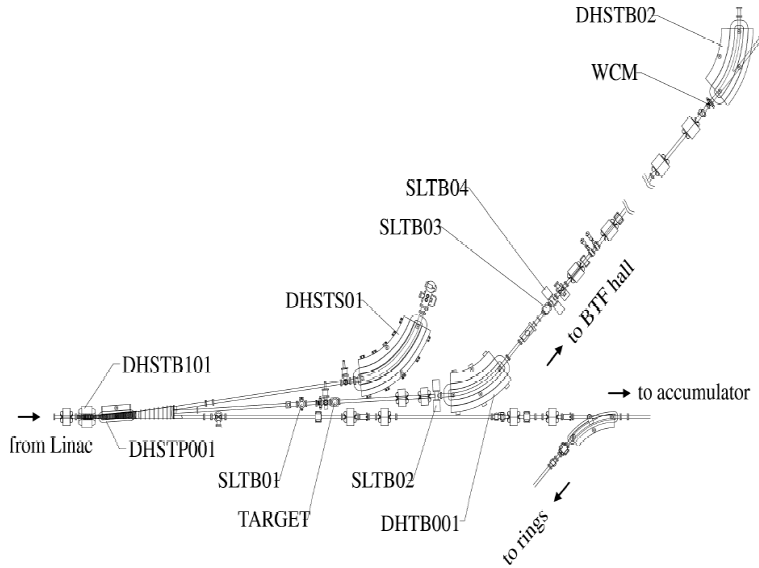 DHSTB02
WCM
SLTB04
SLTB03
to BTF hall
DHSTS01
DHSTB101
to accumulator
from Linac
DHSTP001
SLTB01
SLTB02
TARGET
DHTB001
to rings